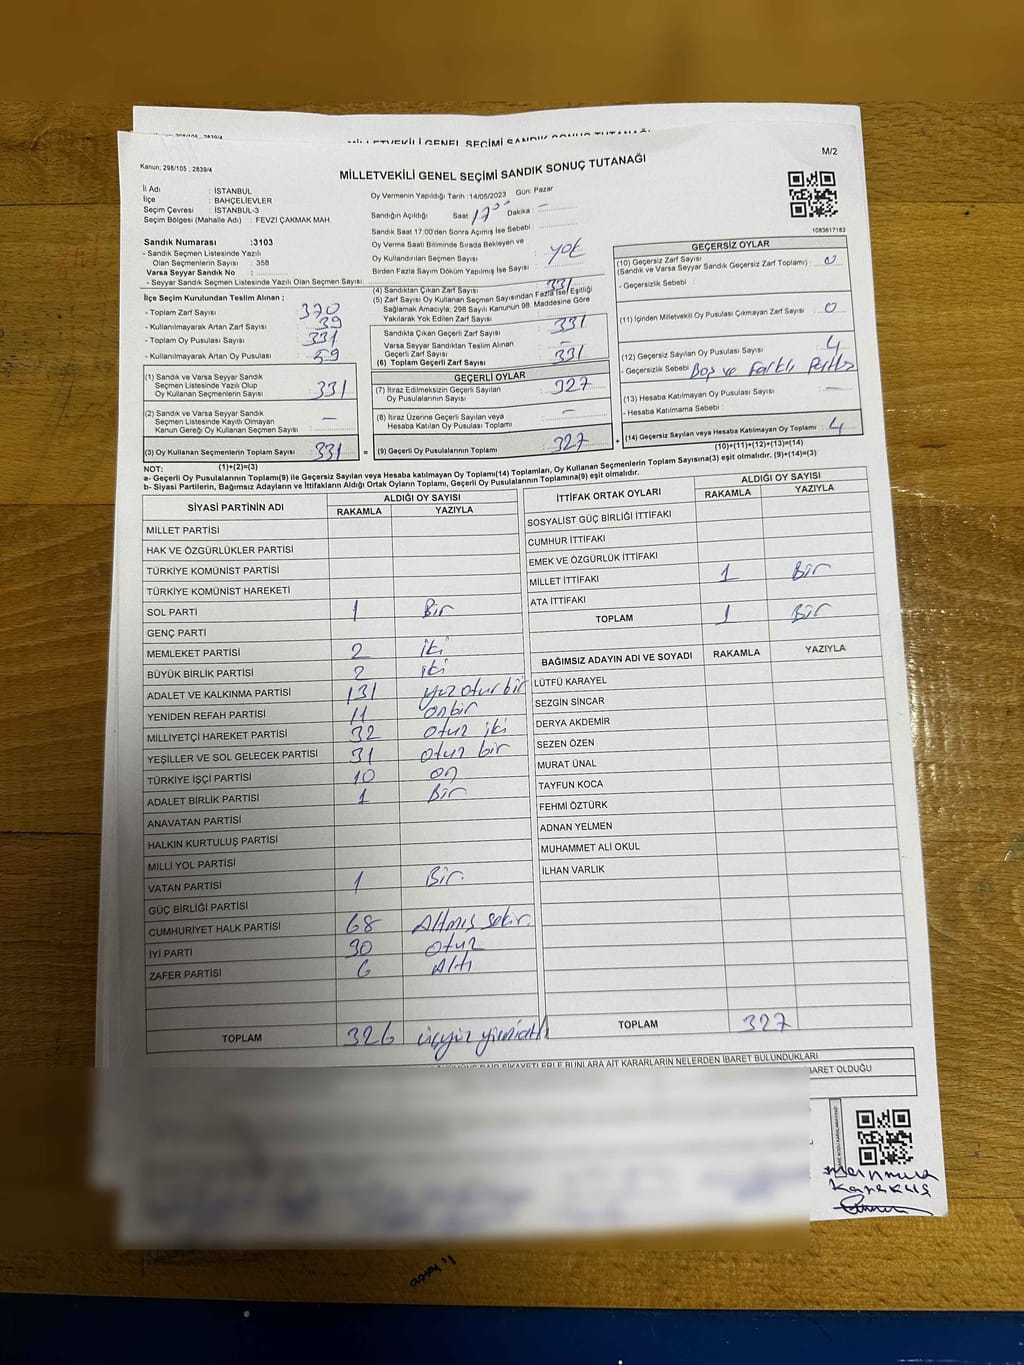 MİLLETVEKİLİ GENEL SEÇİMİ SANDIK SONUÇ TUTANAĞI
M/2
Kanun: 298/105 , 2839/4
MİLLETVEKİLİ GENEL SEÇİMİ SANDIK SONUÇ TUTANAĞI
İl Adı : İSTANBUL
İlçe : BAHÇELİEVLER
Seçim Çevresi : İSTANBUL-3
Seçim Bölgesi (Mahalle Adı) : FEVZİ ÇAKMAK MAH.
Sandık Numarası :3103
- Sandık Seçmen Listesinde Yazılı
Olan Seçmenlerin Sayısı : 358
Varsa Seyyar Sandık No :
- Seyyar Sandık Seçmen Listesinde Yazılı Olan Seçmen Sayısı :
İlçe Seçim Kurulundan Teslim Alınan ;
- Toplam Zarf Sayısı : 370
- Kullanılmayarak Artan Zarf Sayısı : 39
- Toplam Oy Pusulası Sayısı : 331
- Kullanılmayarak Artan Oy Pusulası : 59
(1) Sandık ve Varsa Seyyar Sandık
Seçmen Listesinde Yazılı Olup
Oy Kullanan Seçmenlerin Sayısı : 331
(2) Sandık ve Varsa Seyyar Sandık
Seçmen Listesinde Kayıtlı Olmayan
Kanun Gereği Oy Kullanan Seçmen Sayısı : —
(3) Oy Kullanan Seçmenlerin Toplam Sayısı : 331
(1)+(2)=(3)
Oy Vermenin Yapıldığı Tarih :14/05/2023 Gün: Pazar
Sandığın Açıldığı Saat 17:00 Dakika : —
Sandık Saat 17.00'den Sonra Açılmış İse Sebebi : —
Oy Verme Saati Bitiminde Sırada Bekleyen ve
Oy Kullandırılan Seçmen Sayısı : yok
Birden Fazla Sayım Döküm Yapılmış İse Sayısı :
(4) Sandıktan Çıkan Zarf Sayısı : 331
(5) Zarf Sayısı Oy Kullanan Seçmen Sayısından Fazla İse: Eşitliği
Sağlamak Amacıyla, 298 Sayılı Kanunun 98. Maddesine Göre
Yakılarak Yok Edilen Zarf Sayısı : —
Sandıkta Çıkan Geçerli Zarf Sayısı : 331
Varsa Seyyar Sandıktan Teslim Alınan
Geçerli Zarf Sayısı : —
(6) Toplam Geçerli Zarf Sayısı : 331
GEÇERLİ OYLAR
(7) İtiraz Edilmeksizin Geçerli Sayılan
Oy Pusulalarının Sayısı : 327
(8) İtiraz Üzerine Geçerli Sayılan veya
Hesaba Katılan Oy Pusulası Toplamı : —
= (9) Geçerli Oy Pusulalarının Toplamı : 327 +
1083617163
GEÇERSİZ OYLAR
(10) Geçersiz Zarf Sayısı
(Sandık ve Varsa Seyyar Sandık Geçersiz Zarf Toplamı) : 0
- Geçersizlik Sebebi :
(11) İçinden Milletvekili Oy Pusulası Çıkmayan Zarf Sayısı : 0
(12) Geçersiz Sayılan Oy Pusulası Sayısı : 4
- Geçersizlik Sebebi : Boş ve Farklı
(13) Hesaba Katılmayan Oy Pusulası Sayısı : —
- Hesaba Katılmama Sebebi :
(14) Geçersiz Sayılan veya Hesaba Katılmayan Oy Toplamı : 4
(10)+(11)+(12)+(13)=(14)
NOT:
a- Geçerli Oy Pusulalarının Toplamı(9) ile Geçersiz Sayılan veya Hesaba katılmayan Oy Toplamı(14) Toplamları, Oy Kullanan Seçmenlerin Toplam Sayısına(3) eşit olmalıdır, (9)+(14)=(3)
b- Siyasi Partilerin, Bağımsız Adayların ve İttifakların Aldığı Ortak Oyların Toplamı, Geçerli Oy Pusulalarının Toplamına(9) eşit olmalıdır.
SİYASİ PARTİNİN ADI ALDIĞI OY SAYISI
RAKAMLA YAZIYLA
MİLLET PARTİSİ
HAK VE ÖZGÜRLÜKLER PARTİSİ
TÜRKİYE KOMÜNİST PARTİSİ
TÜRKİYE KOMÜNİST HAREKETİ
SOL PARTİ 1 Bir
GENÇ PARTİ
MEMLEKET PARTİSİ 2 iki
BÜYÜK BİRLİK PARTİSİ 2 iki
ADALET VE KALKINMA PARTİSİ 131 yüz otuz bir
YENİDEN REFAH PARTİSİ 11 onbir
MİLLİYETÇİ HAREKET PARTİSİ 32 otuz iki
YEŞİLLER VE SOL GELECEK PARTİSİ 31 otuz bir
TÜRKİYE İŞÇİ PARTİSİ 10 on
ADALET BİRLİK PARTİSİ 1 Bir
ANAVATAN PARTİSİ
HALKIN KURTULUŞ PARTİSİ
MİLLİ YOL PARTİSİ
VATAN PARTİSİ 1 Bir.
GÜÇ BİRLİĞİ PARTİSİ
CUMHURİYET HALK PARTİSİ 68 Altmış sekiz.
İYİ PARTİ 30 otuz
ZAFER PARTİSİ 6 Altı
TOPLAM 326 üçyüz yirmialtı
İTTİFAK ORTAK OYLARI ALDIĞI OY SAYISI
RAKAMLA YAZIYLA
SOSYALİST GÜÇ BİRLİĞİ İTTİFAKI
CUMHUR İTTİFAKI
EMEK VE ÖZGÜRLÜK İTTİFAKI
MİLLET İTTİFAKI 1 Bir
ATA İTTİFAKI
TOPLAM 1 Bir
BAĞIMSIZ ADAYIN ADI VE SOYADI RAKAMLA YAZIYLA
LÜTFÜ KARAYEL
SEZGİN SİNCAR
DERYA AKDEMİR
SEZEN ÖZEN
MURAT ÜNAL
TAYFUN KOCA
FEHMİ ÖZTÜRK
ADNAN YELMEN
MUHAMMET ALİ OKUL
İLHAN VARLIK
TOPLAM 327
ŞİKAYETLERLE BUNLARA AİT KARARLARIN NELERDEN İBARET BULUNDUKLARI
BARET OLDUĞU